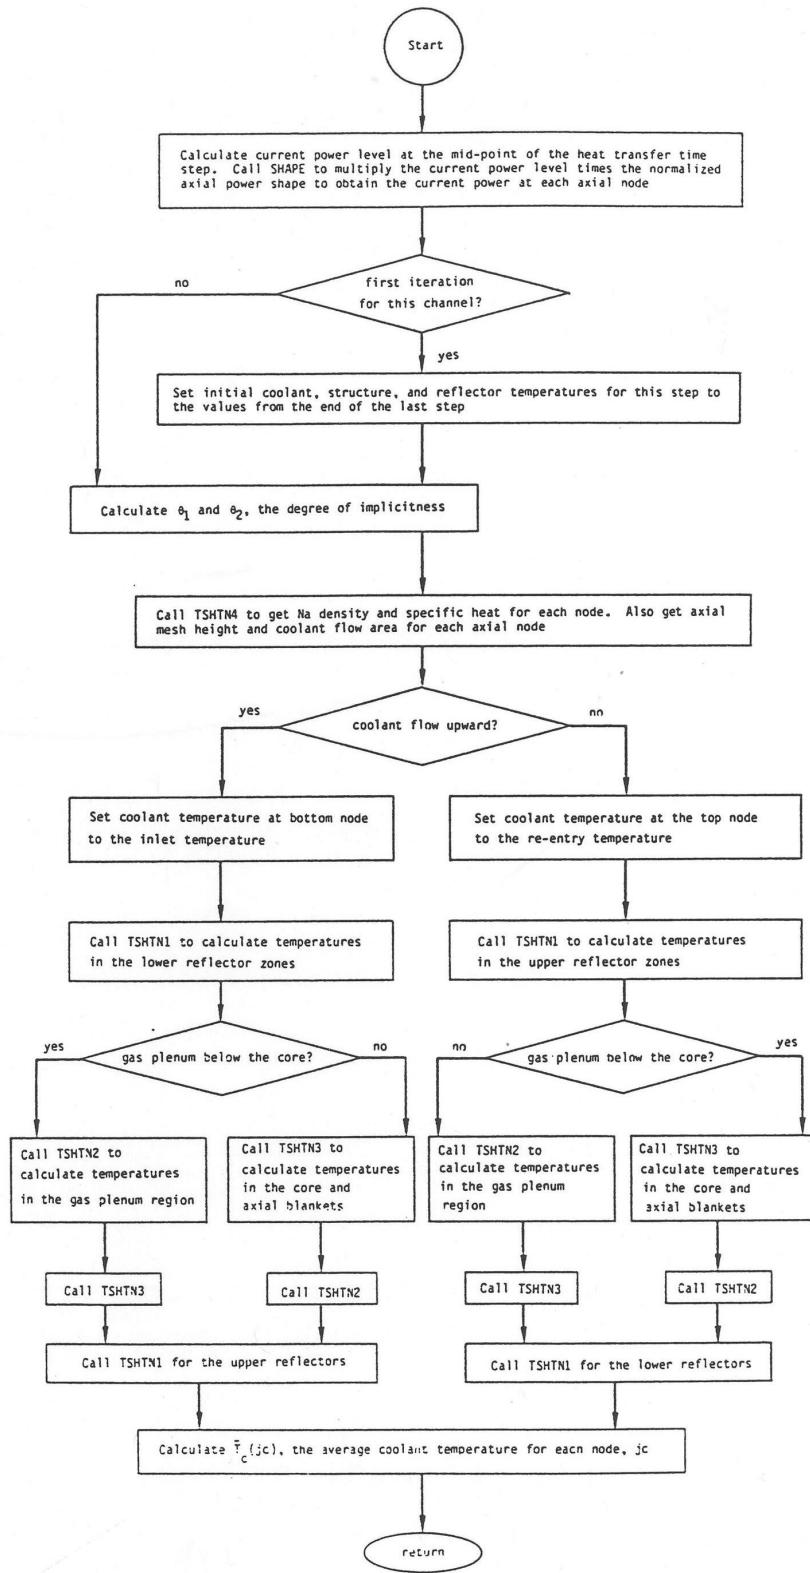 Start
Calculate current power level at the mid-point of the heat transfer time
step. Call SHAPE to multiply the current power level times the normalized
axial power shape to obtain the current power at each axial node
no
first iteration
for this channel?
yes
Set initial coolant, structure, and reflector temperatures for this step to
the values from the end of the last step
Calculate θ1 and θ2, the degree of implicitness
Call TSHTN4 to get Na density and specific heat for each node. Also get axial
mesh height and coolant flow area for each axial node
yes
coolant flow upward?
no
Set coolant temperature at bottom node
to the inlet temperature
Set coolant temperature at the top node
to the re-entry temperature
Call TSHTN1 to calculate temperatures
in the lower reflector zones
Call TSHTN1 to calculate temperatures
in the upper reflector zones
yes
gas plenum below the core?
no
no
gas plenum below the core?
yes
Call TSHTN2 to
calculate temperatures
in the gas plenum region
Call TSHTN3 to
calculate temperatures
in the core and
axial blankets
Call TSHTN2 to
calculate temperatures
in the gas plenum
region
Call TSHTN3 to
calculate temperatures
in the core and
axial blankets
Call TSHTN3
Call TSHTN2
Call TSHTN3
Call TSHTN2
Call TSHTN1 for the upper reflectors
Call TSHTN1 for the lower reflectors
Calculate T̄c(jc), the average coolant temperature for each node, jc
return